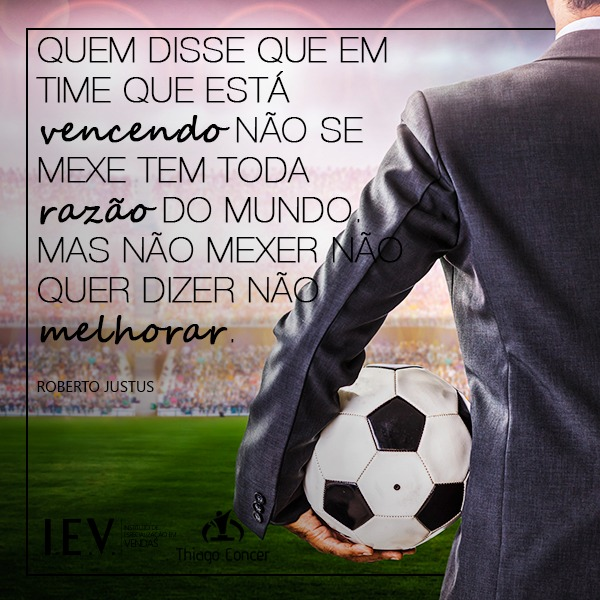 QUEM DISSE QUE EM
TIME QUE ESTÁ
vencendo NÃO SE
MEXE TEM TODA
razão DO MUNDO.
MAS NÃO MEXER NÃO
QUER DIZER NÃO
melhorar.
ROBERTO JUSTUS
I.E.V.
VENDAS
Thiago Concer